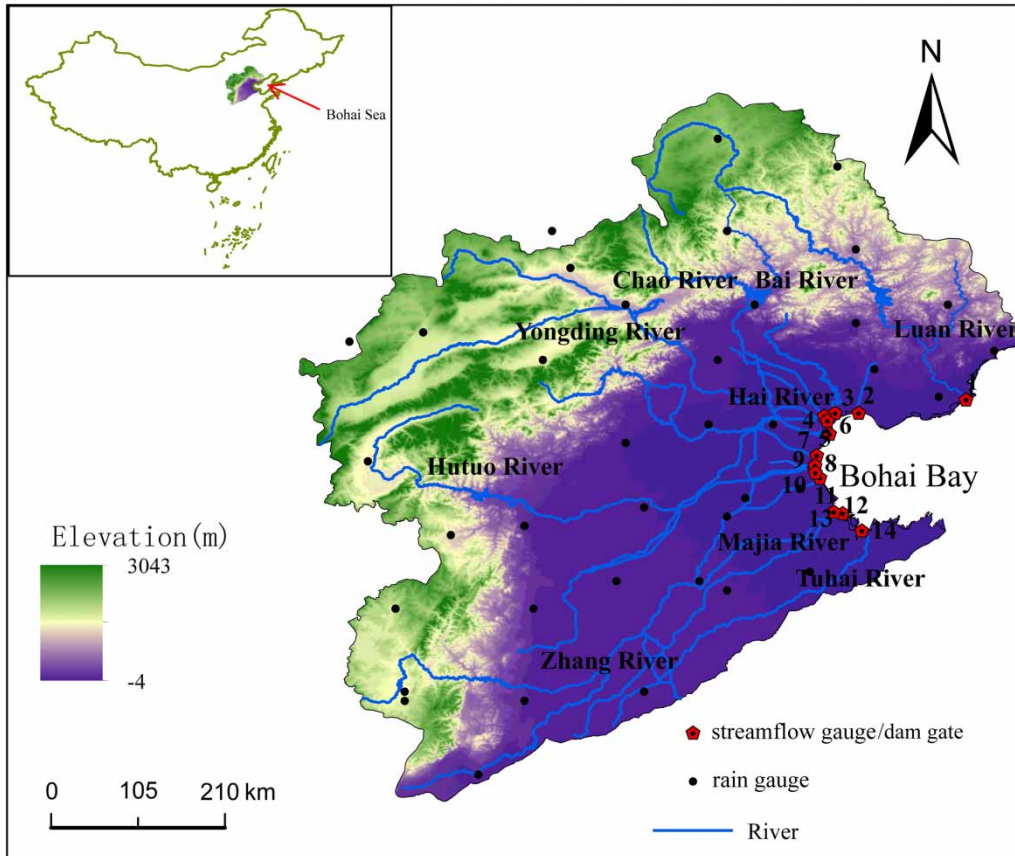 Bohai Sea
N
Chao River
Bai River
Yongding River
Luan River
1
Hai River
3
2
4
6
5
7
9
8
Hutuo River
Bohai Bay
10
11
12
13
14
Majia River
Tuhai River
Zhang River
Elevation(m)
3043
-4
streamflow gauge/dam gate
rain gauge
River
0 105 210 km